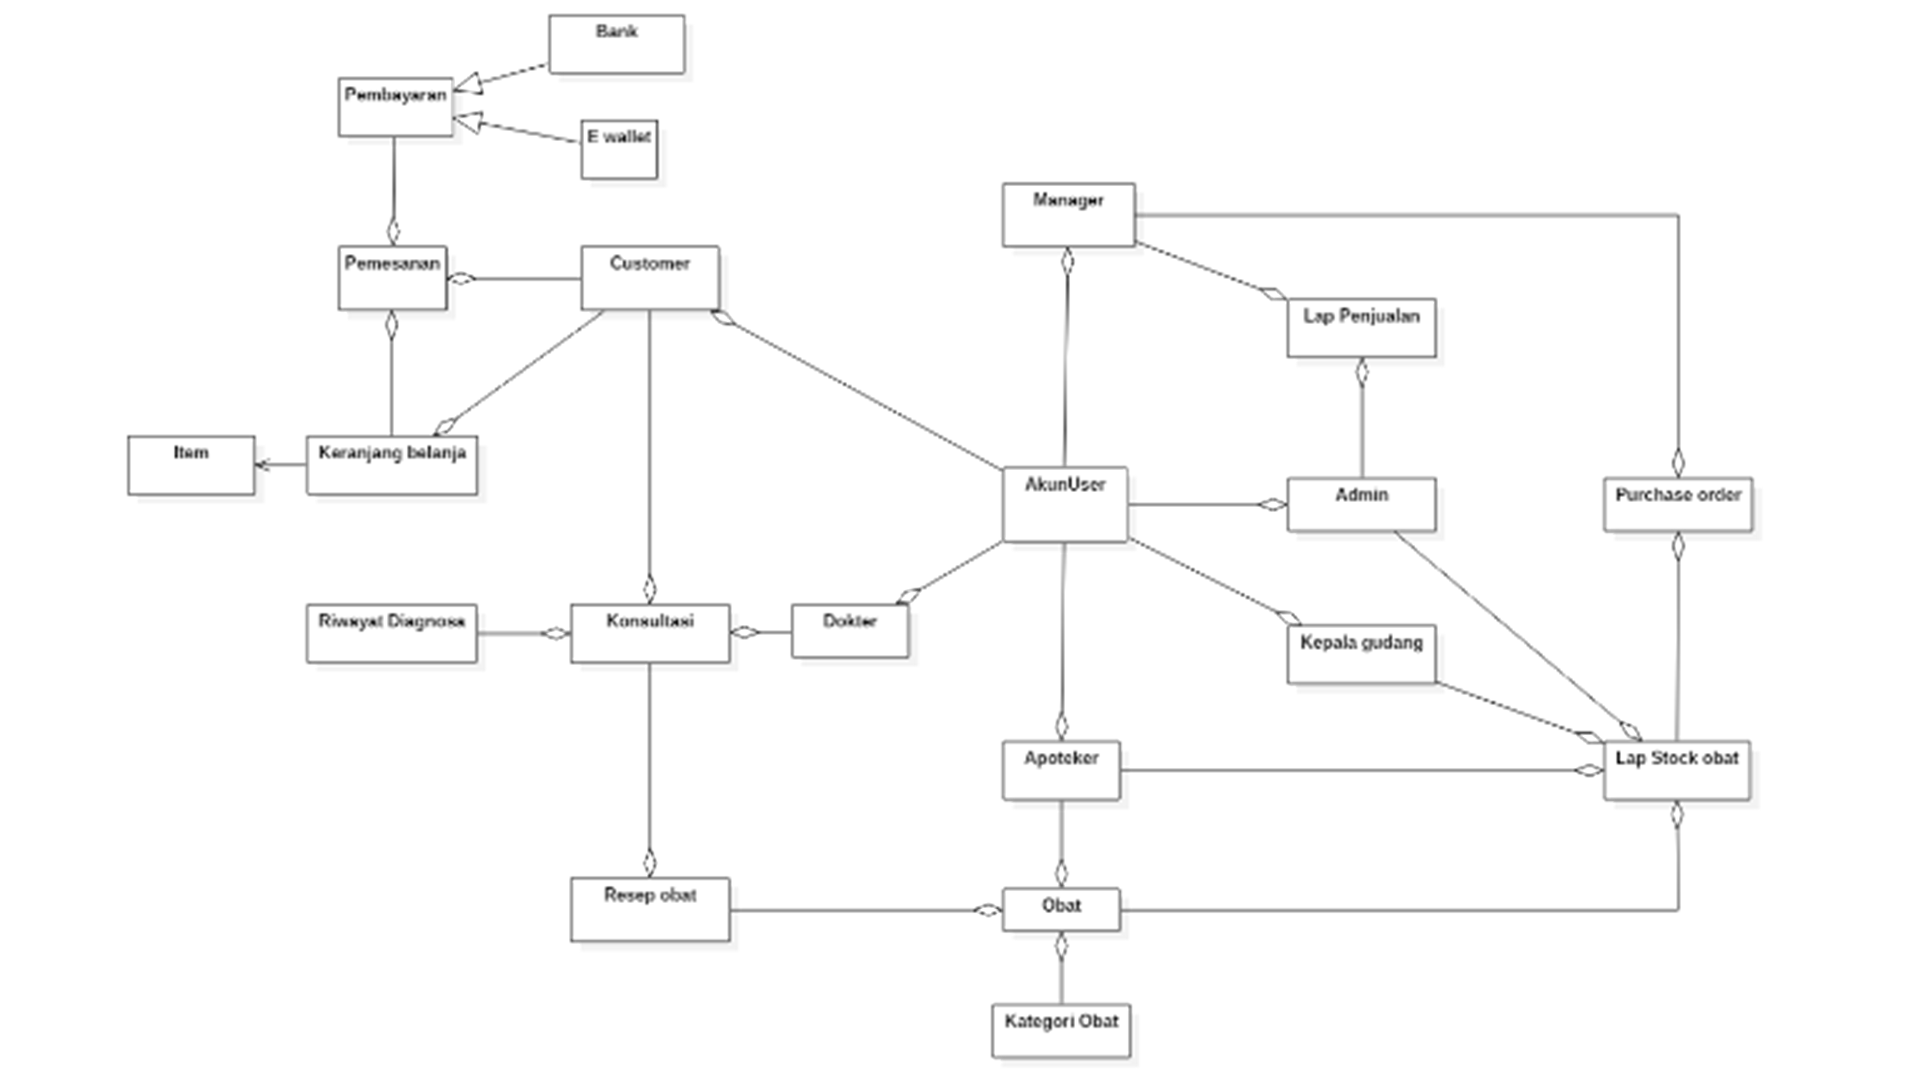 Bank
Pembayaran
E wallet
Manager
Pemesanan
Customer
Lap Penjualan
Item
Keranjang belanja
AkunUser
Admin
Purchase order
Riwayat Diagnosa
Konsultasi
Dokter
Kepala gudang
Apoteker
Lap Stock obat
Resep obat
Obat
Kategori Obat